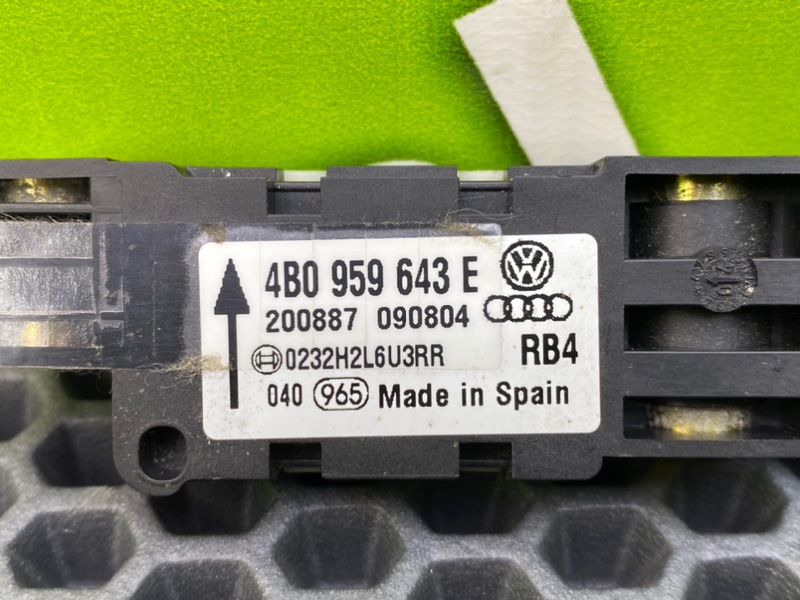 4B0 959 643 E
200887 090804
0232H2L6U3RR RB4
040 965 Made in Spain